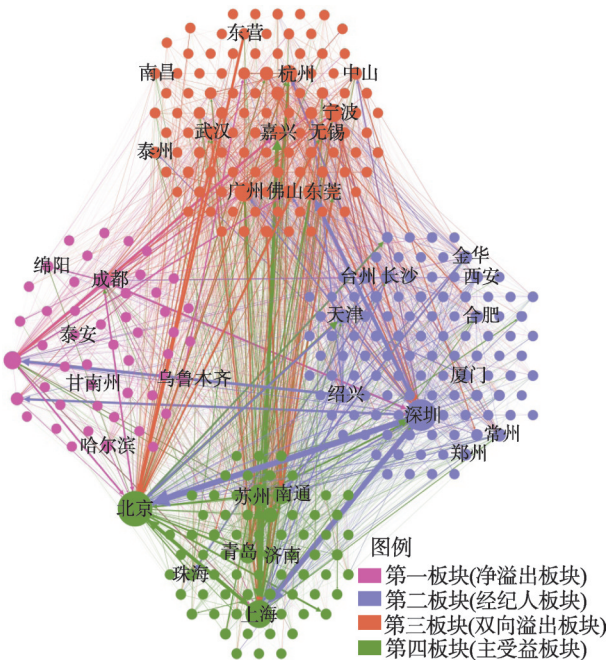 东营
南昌 杭州 中山
宁波
武汉 嘉兴 无锡
泰州
广州 佛山 东莞
绵阳 金华
成都 台州 长沙 西安
泰安 天津 合肥
甘南州 乌鲁木齐 厦门
绍兴
深圳
哈尔滨 常州
郑州
苏州 南通
北京
青岛 济南
珠海
上海
图例
第一板块(净溢出板块)
第二板块(经纪人板块)
第三板块(双向溢出板块)
第四板块(主受益板块)